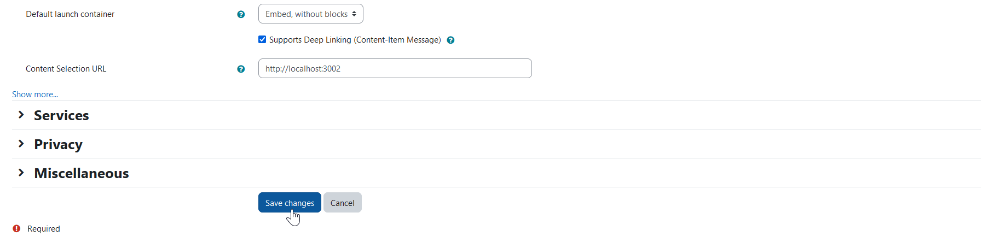 Default launch container
Embed, without blocks
Supports Deep Linking (Content-Item Message)
Content Selection URL
http://localhost:3002
Show more...
Services
Privacy
Miscellaneous
Save changes Cancel
Required